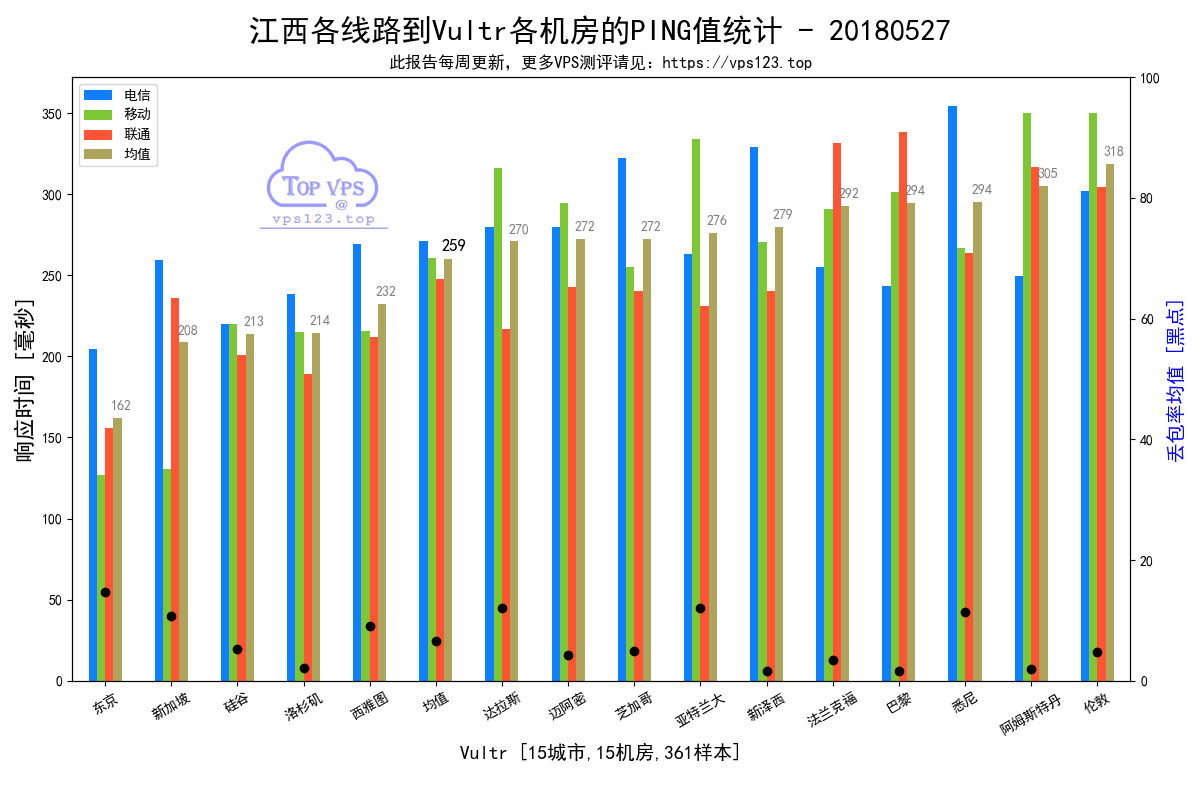 江西各线路到Vultr各机房的PING值统计 - 20180527
此报告每周更新，更多VPS测评请见：https://vps123.top
电信
移动
联通
均值
TOP VPS
@
vps123.top
响应时间 [毫秒]
350
300
250
200
150
100
50
0
162
208
213
214
232
259
270
272
272
276
279
292
294
294
305
318
100
80
60
40
20
0
丢包率均值 [黑点]
东京
新加坡
硅谷
洛杉矶
西雅图
均值
达拉斯
迈阿密
芝加哥
亚特兰大
新泽西
法兰克福
巴黎
悉尼
阿姆斯特丹
伦敦
Vultr [15城市,15机房,361样本]